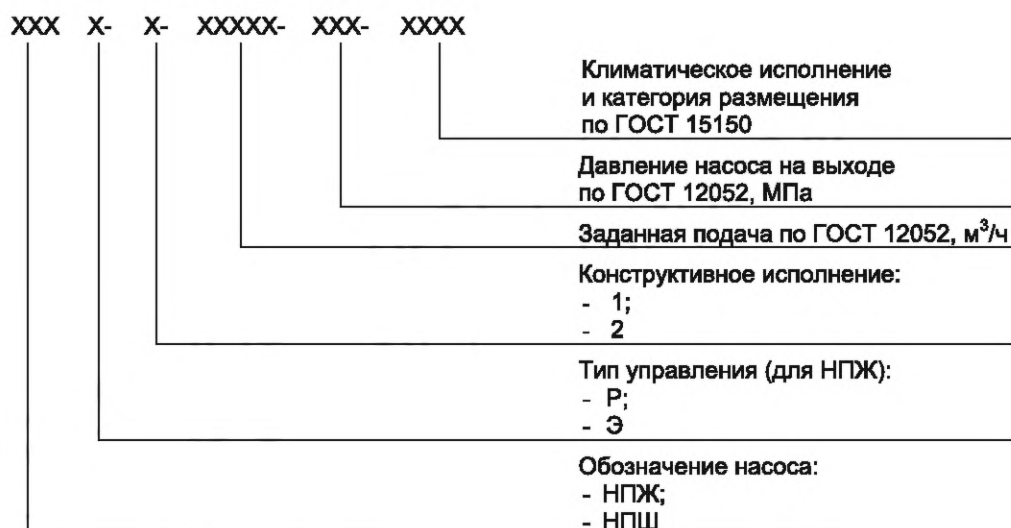 ХХХ Х- Х- ХХХХХ- ХХХ- ХХХХ
Климатическое исполнение
и категория размещения
по ГОСТ 15150
Давление насоса на выходе
по ГОСТ 12052, МПа
Заданная подача по ГОСТ 12052, м³/ч
Конструктивное исполнение:
- 1;
- 2
Тип управления (для НПЖ):
- Р;
- Э
Обозначение насоса:
- НПЖ;
- НПШ